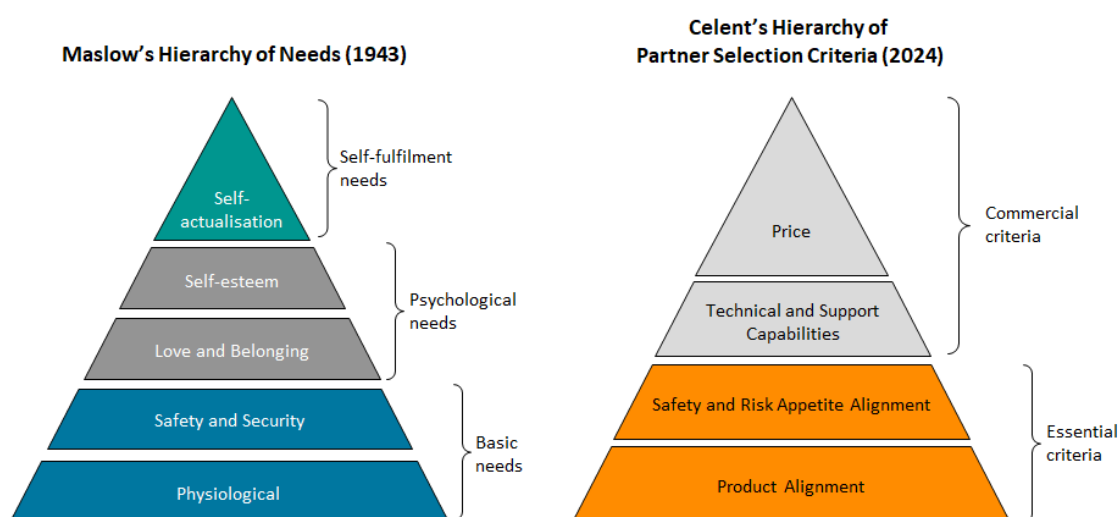 Maslow's Hierarchy of Needs (1943)
Self-
actualisation
Self-fulfilment
needs
Self-esteem
Love and Belonging
Psychological
needs
Safety and Security
Physiological
Basic
needs
Celent's Hierarchy of
Partner Selection Criteria (2024)
Price
Technical and Support
Capabilities
Commercial
criteria
Safety and Risk Appetite Alignment
Product Alignment
Essential
criteria